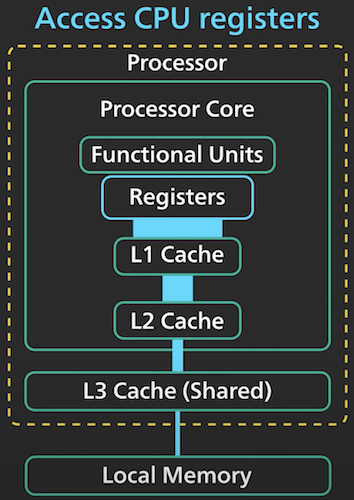 Access CPU registers
Processor
Processor Core
Functional Units
Registers
L1 Cache
L2 Cache
L3 Cache (Shared)
Local Memory